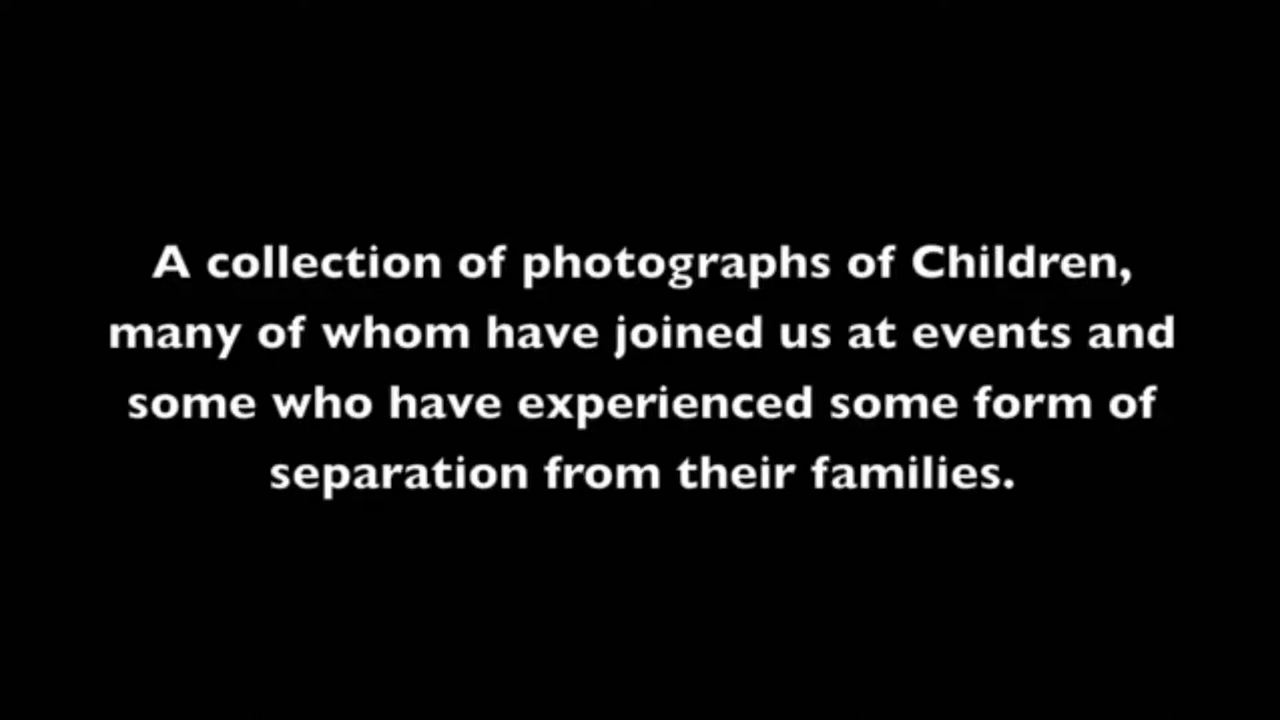 A collection of photographs of Children,
many of whom have joined us at events and
some who have experienced some form of
separation from their families.